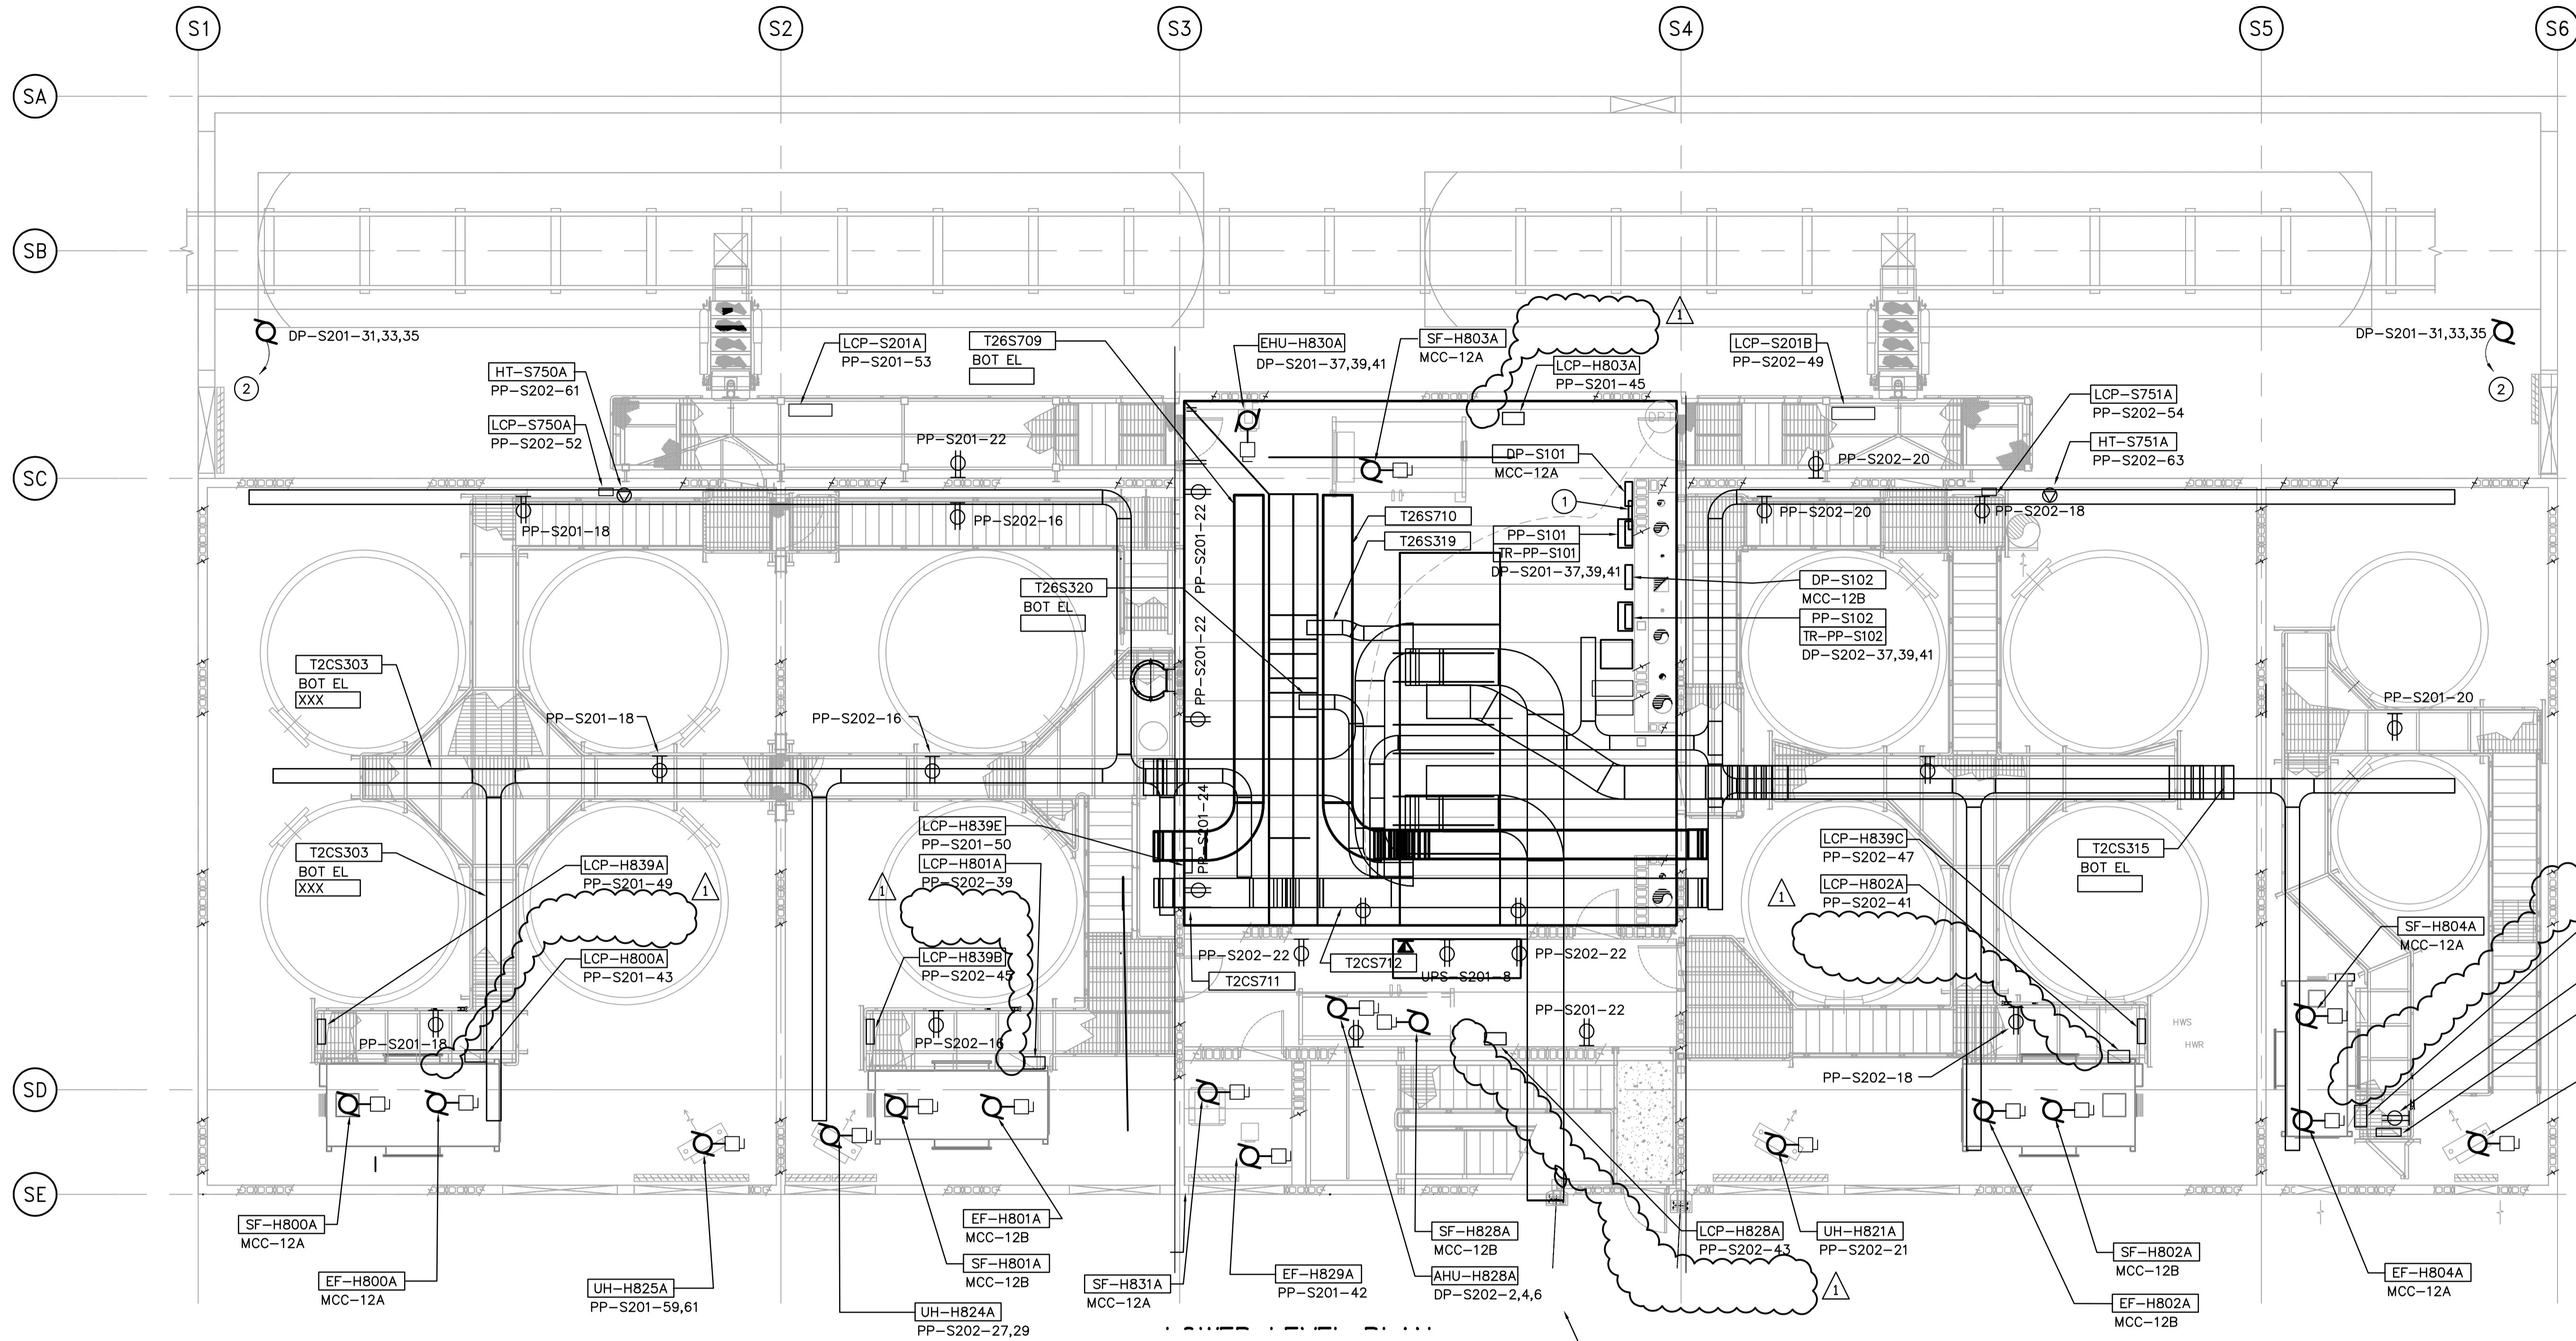 S1
S2
S3
S4
S5
S6
SA
SB
SC
SD
SE
DP-S201-31,33,35
2
HT-S750A
PP-S202-61
LCP-S750A
PP-S202-52
LCP-S201A
PP-S201-53
T26S709
BOT EL
EHU-H830A
DP-S201-37,39,41
SF-H803A
MCC-12A
1
LCP-H803A
PP-S201-45
LCP-S201B
PP-S202-49
DP-S201-31,33,35
2
LCP-S751A
PP-S202-54
HT-S751A
PP-S202-63
PP-S201-22
DPT
DP-S101
MCC-12A
1
PP-S202-20
PP-S201-18
PP-S202-16
PP-S201-22
T26S710
T26S319
PP-S101
TR-PP-S101
DP-S201-37,39,41
PP-S202-20
PP-S202-18
T26S320
BOT EL
PP-S201-22
DP-S102
MCC-12B
PP-S102
TR-PP-S102
DP-S202-37,39,41
T2CS303
BOT EL
XXX
PP-S201-18
PP-S202-16
PP-S201-20
PP-S201-24
T2CS303
BOT EL
XXX
LCP-H839A
PP-S201-49
1
LCP-H839E
PP-S201-50
LCP-H801A
PP-S202-39
1
LCP-H839C
PP-S202-47
LCP-H802A
PP-S202-41
1
T2CS315
BOT EL
LCP-H800A
PP-S201-43
LCP-H839B
PP-S202-45
PP-S202-22
T2CS711
T2CS712
UPS-S201-8
PP-S202-22
SF-H804A
MCC-12A
PP-S201-18
PP-S202-16
PP-S201-22
PP-S202-18
HWS
HWR
SF-H800A
MCC-12A
EF-H800A
MCC-12A
UH-H825A
PP-S201-59,61
EF-H801A
MCC-12B
SF-H801A
MCC-12B
UH-H824A
PP-S202-27,29
SF-H831A
MCC-12A
EF-H829A
PP-S201-42
SF-H828A
MCC-12B
AHU-H828A
DP-S202-2,4,6
LCP-H828A
PP-S202-43
1
UH-H821A
PP-S202-21
SF-H802A
MCC-12B
EF-H802A
MCC-12B
EF-H804A
MCC-12A